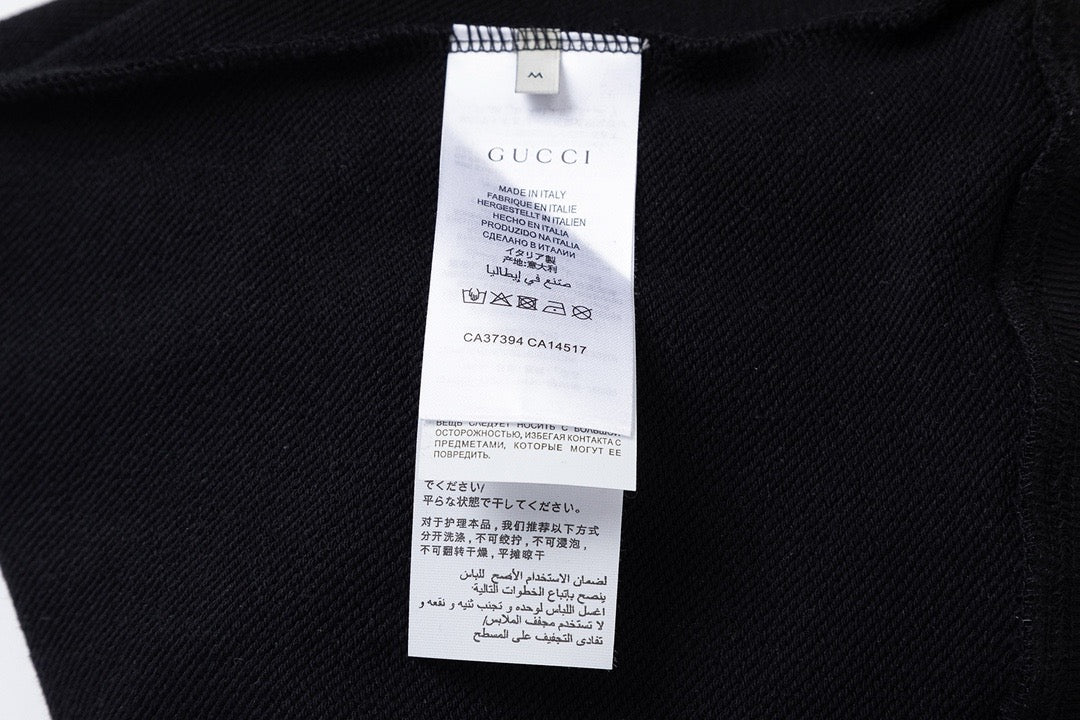 M
GUCCI
MADE IN ITALY
FABRIQUE EN ITALIE
HERGESTELLT IN ITALIEN
HECHO EN ITALIA
PRODUZIDO NA ITALIA
СДЕЛАНО В ИТАЛИИ
イタリア製
产地:意大利
صنع في إيطاليا
CA37394 CA14517
ВЕЩЬ СЛЕДУЕТ НОСИТЬ С БОЛЬШОЙ
ОСТОРОЖНОСТЬЮ, ИЗБЕГАЯ КОНТАКТА С
ПРЕДМЕТАМИ, КОТОРЫЕ МОГУТ ЕЕ
ПОВРЕДИТЬ.
でください/
平らな状態で干してください。
对于护理本品,我们推荐以下方式
分开洗涤,不可绞拧,不可浸泡,
不可翻转干燥,平摊晾干
لضمان الاستخدام الأصح للباس
ينصح بإتباع الخطوات التالية:
اغسل اللباس لوحده و تجنب ثنيه و نقعه و
لا تستخدم مجفف الملابس/
تفادى التجفيف على المسطح